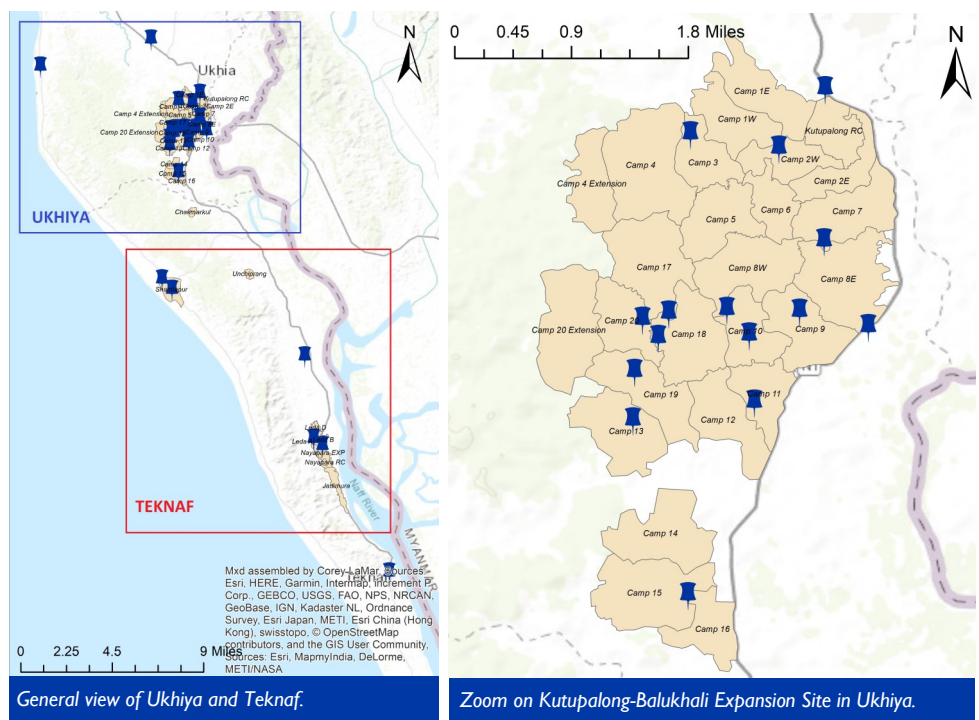 N
Ukhia
Kutupalong RC
Camp 2E
Camp 4 Extension
Camp 7
Camp 20 Extension
Camp 10
Camp 12
Camp 16
UKHIYA
Chakmarkul
Unchiprang
Shamlapur
Leda D
Nayapara EXP
Nayapara RC
Jadimura
Naff River
TEKNAF
MYANMAR
Teknaf
Mxd assembled by Corey LaMar, Sources:
Esri, HERE, Garmin, Intermap, increment P
Corp., GEBCO, USGS, FAO, NPS, NRCAN,
GeoBase, IGN, Kadaster NL, Ordnance
Survey, Esri Japan, METI, Esri China (Hong
Kong), swisstopo, © OpenStreetMap
contributors, and the GIS User Community,
Sources: Esri, MapmyIndia, DeLorme,
METI/NASA
0 2.25 4.5 9 Miles
General view of Ukhiya and Teknaf.
0 0.45 0.9 1.8 Miles
N
Camp 1E
Camp 1W
Kutupalong RC
Camp 3
Camp 2W
Camp 4
Camp 4 Extension
Camp 2E
Camp 6
Camp 7
Camp 5
Camp 17
Camp 8W
Camp 8E
Camp 20 Extension
Camp 20
Camp 18
Camp 10
Camp 9
Camp 19
Camp 11
Camp 12
Camp 13
Camp 14
Camp 15
Camp 16
Zoom on Kutupalong-Balukhali Expansion Site in Ukhiya.